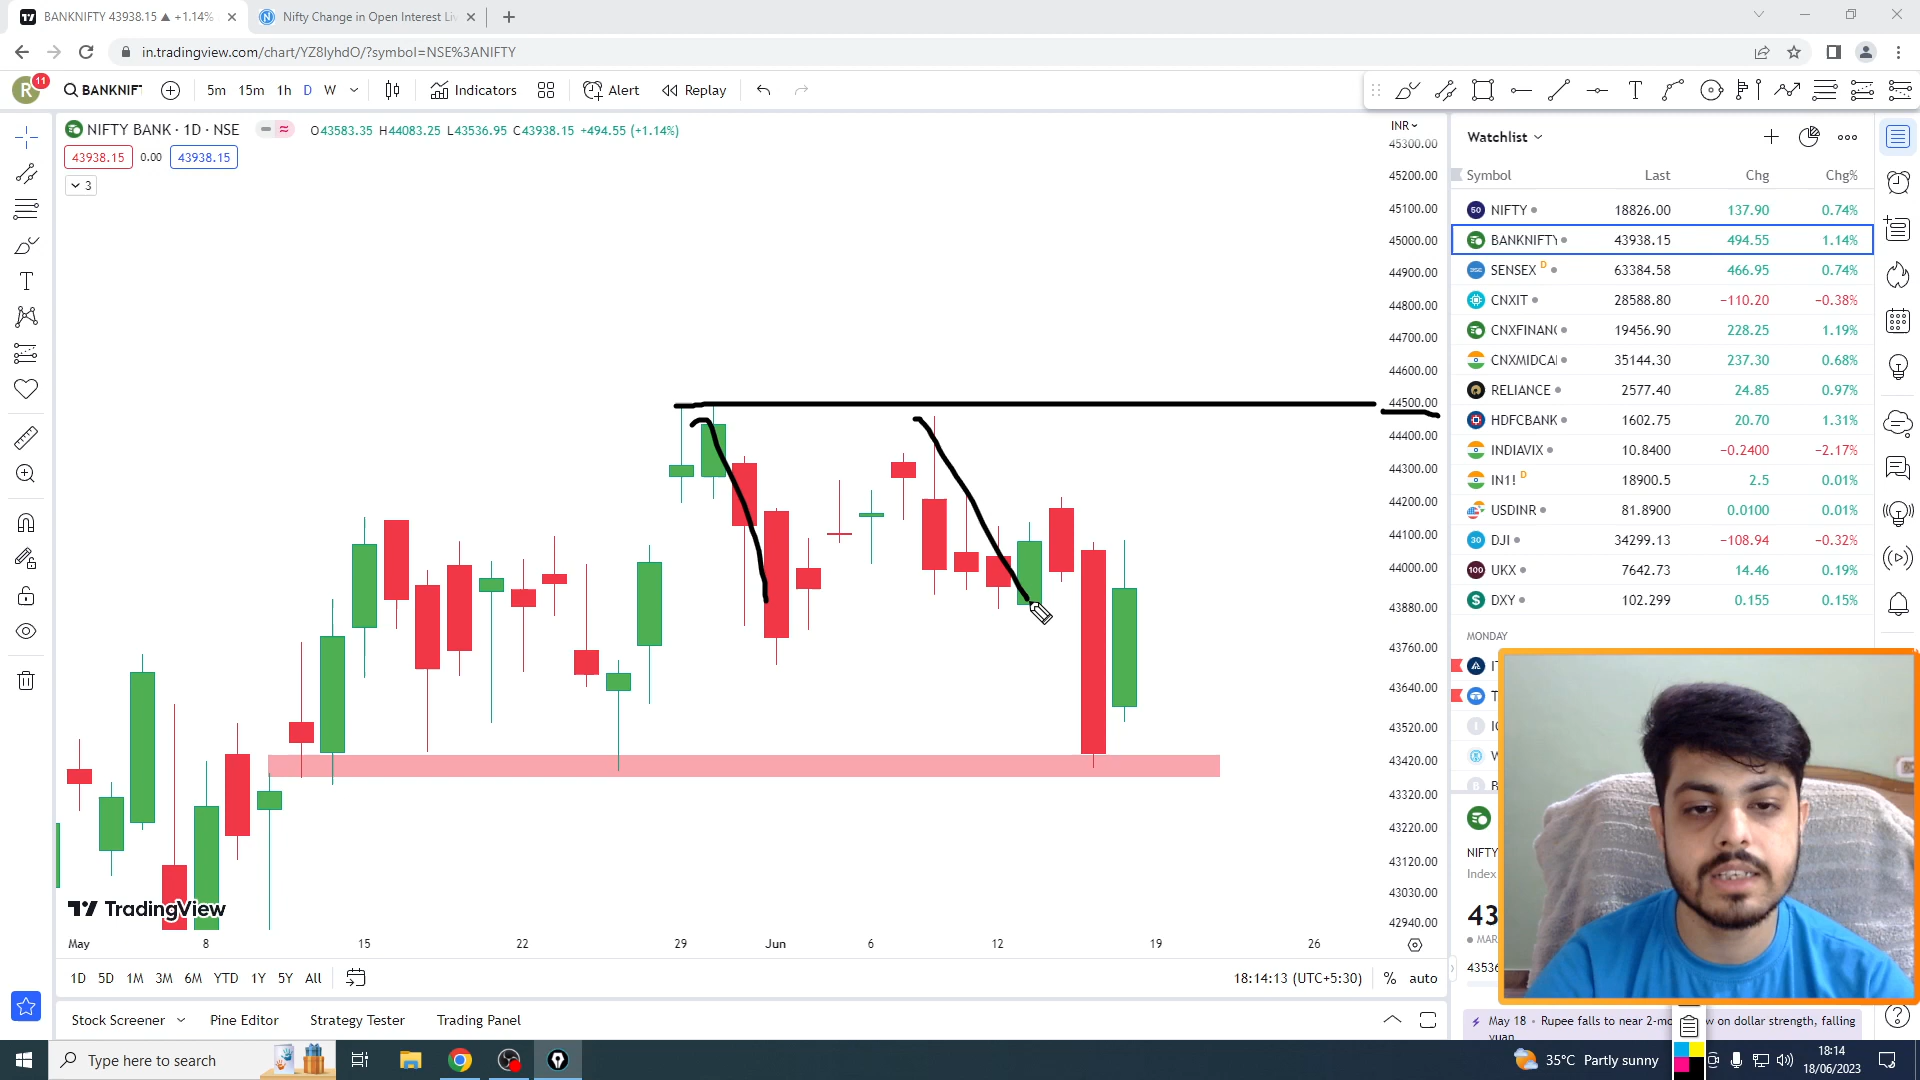 BANKNIFTY 43938.15 ▲ +1.14%
Nifty Change in Open Interest Liv
in.tradingview.com/chart/YZ8IyhdO/?symbol=NSE%3ANIFTY
R
11
BANKNIF
5m 15m 1h D W
Indicators
Alert
Replay
NIFTY BANK · 1D · NSE
O43583.35 H44083.25 L43536.95 C43938.15 +494.55 (+1.14%)
43938.15 0.00 43938.15
3
INR
45300.00
45200.00
45100.00
45000.00
44900.00
44800.00
44700.00
44600.00
44500.00
44400.00
44300.00
44200.00
44100.00
44000.00
43880.00
43760.00
43640.00
43520.00
43420.00
43320.00
43220.00
43120.00
43030.00
42940.00
TradingView
May 8 15 22 29 Jun 6 12 19 26
1D 5D 1M 3M 6M YTD 1Y 5Y All
18:14:13 (UTC+5:30) % auto
Stock Screener Pine Editor Strategy Tester Trading Panel
Watchlist
Symbol Last Chg Chg%
50 NIFTY 18826.00 137.90 0.74%
BANKNIFTY 43938.15 494.55 1.14%
SENSEX D 63384.58 466.95 0.74%
CNXIT 28588.80 −110.20 −0.38%
CNXFINAN 19456.90 228.25 1.19%
CNXMIDCA 35144.30 237.30 0.68%
RELIANCE 2577.40 24.85 0.97%
HDFCBANK 1602.75 20.70 1.31%
INDIAVIX 10.8400 −0.2400 −2.17%
IN1! D 18900.5 2.5 0.01%
USDINR 81.8900 0.0100 0.01%
30 DJI 34299.13 −108.94 −0.32%
100 UKX 7642.73 14.46 0.19%
$ DXY 102.299 0.155 0.15%
MONDAY
NIFTY
Index
43
43536
May 18 · Rupee falls to near 2-mo w on dollar strength, falling
yuan
Type here to search
35°C Partly sunny
18:14
18/06/2023